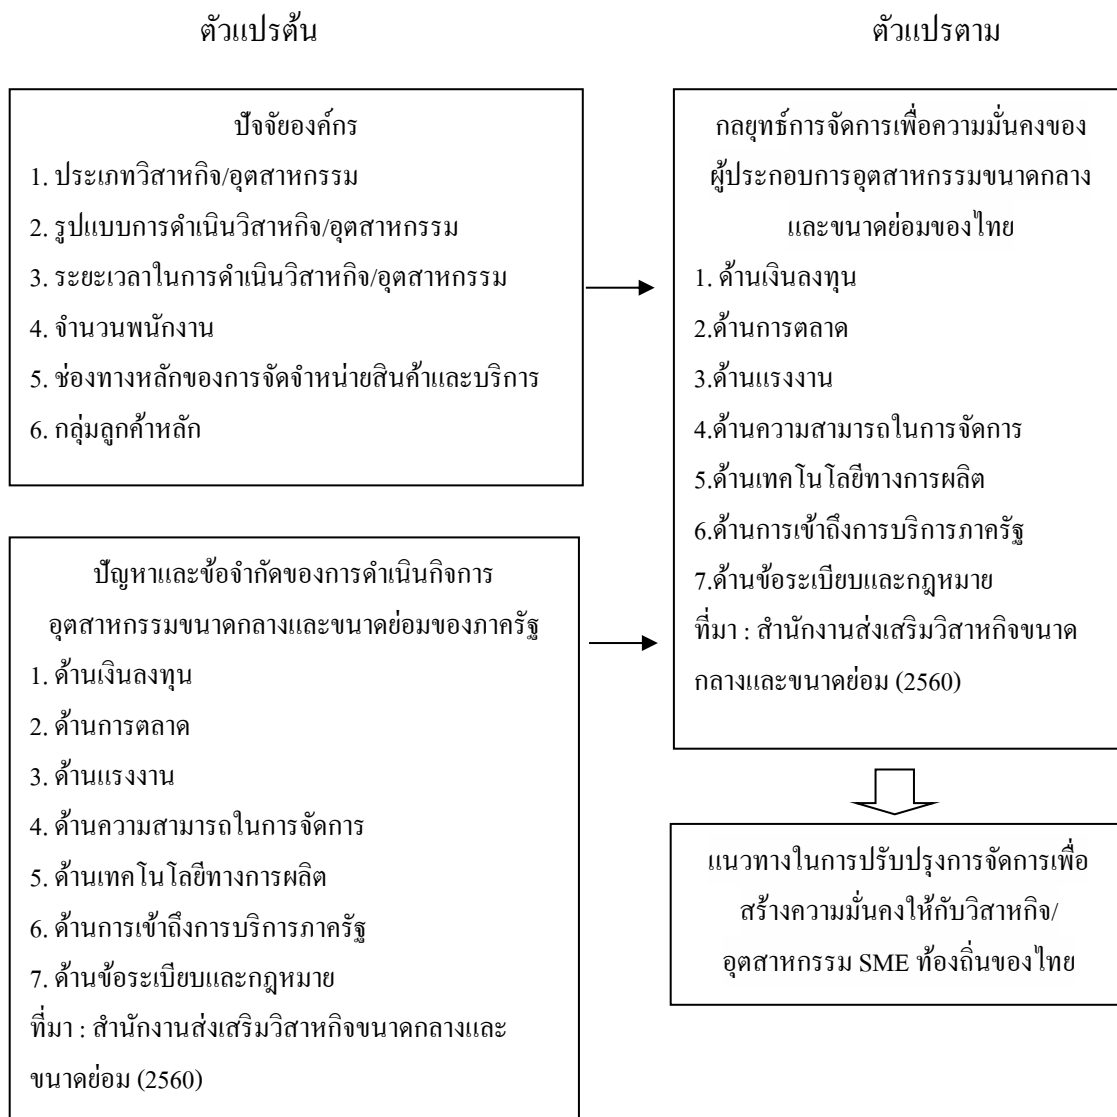 ตัวแปรต้น
ตัวแปรตาม
ปัจจัยองค์กร
1. ประเภทวิสาหกิจ/อุตสาหกรรม
2. รูปแบบการดำเนินวิสาหกิจ/อุตสาหกรรม
3. ระยะเวลาในการดำเนินวิสาหกิจ/อุตสาหกรรม
4. จำนวนพนักงาน
5. ช่องทางหลักของการจัดจำหน่ายสินค้าและบริการ
6. กลุ่มลูกค้าหลัก
ปัญหาและข้อจำกัดของการดำเนินกิจการ
อุตสาหกรรมขนาดกลางและขนาดย่อมของภาครัฐ
1. ด้านเงินลงทุน
2. ด้านการตลาด
3. ด้านแรงงาน
4. ด้านความสามารถในการจัดการ
5. ด้านเทคโนโลยีทางการผลิต
6. ด้านการเข้าถึงการบริการภาครัฐ
7. ด้านข้อระเบียบและกฎหมาย
ที่มา : สำนักงานส่งเสริมวิสาหกิจขนาดกลางและ
ขนาดย่อม (2560)
กลยุทธ์การจัดการเพื่อความมั่นคงของ
ผู้ประกอบการอุตสาหกรรมขนาดกลาง
และขนาดย่อมของไทย
1. ด้านเงินลงทุน
2.ด้านการตลาด
3.ด้านแรงงาน
4.ด้านความสามารถในการจัดการ
5.ด้านเทคโนโลยีทางการผลิต
6.ด้านการเข้าถึงการบริการภาครัฐ
7.ด้านข้อระเบียบและกฎหมาย
ที่มา : สำนักงานส่งเสริมวิสาหกิจขนาด
กลางและขนาดย่อม (2560)
แนวทางในการปรับปรุงการจัดการเพื่อ
สร้างความมั่นคงให้กับวิสาหกิจ/
อุตสาหกรรม SME ท้องถิ่นของไทย